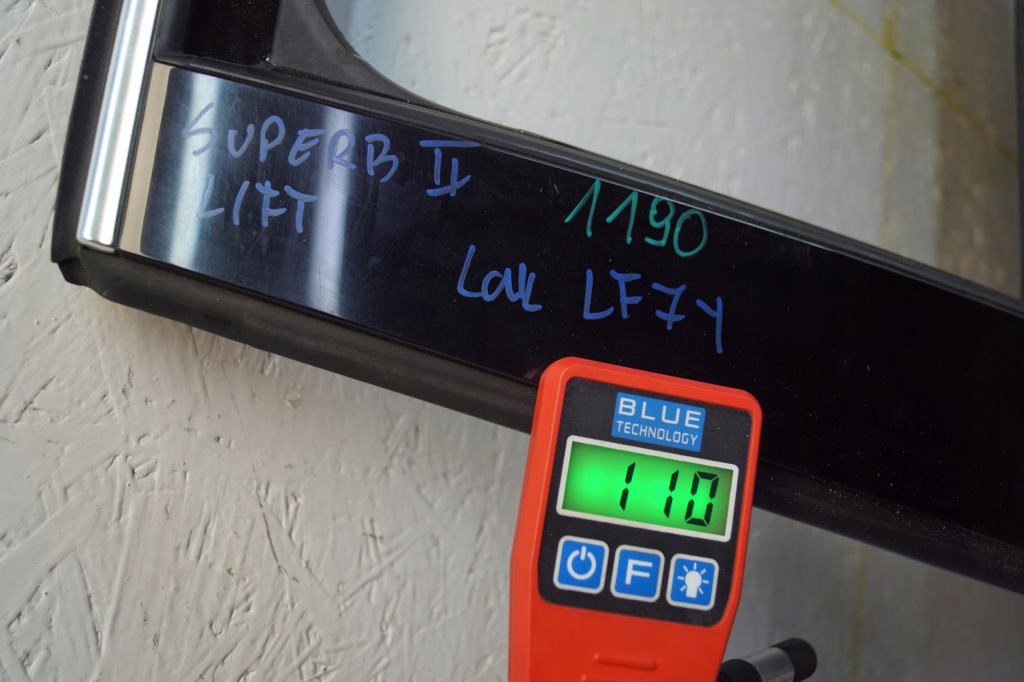 SUPERB II
LIFT
1190
Lak LF7Y
BLUE
TECHNOLOGY
110
F